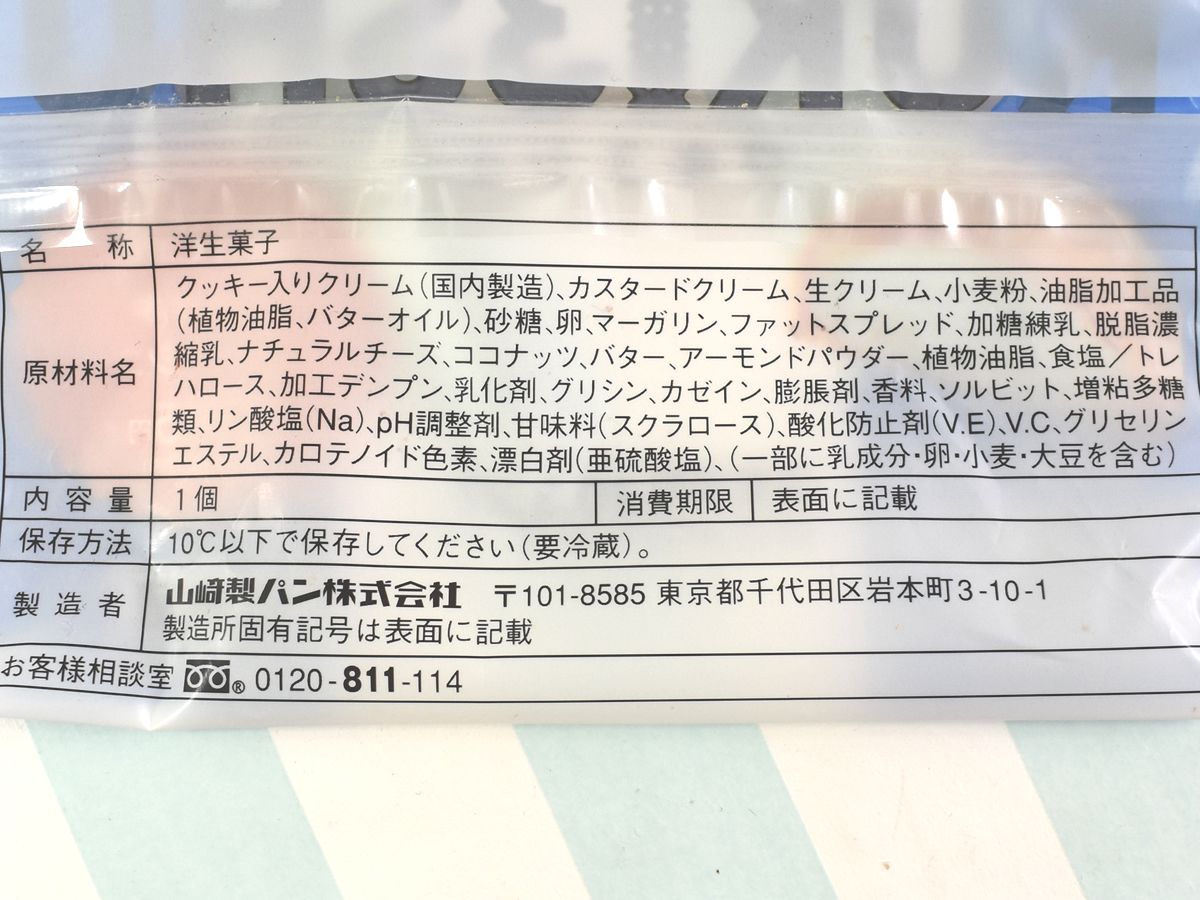 名称 洋生菓子
原材料名 クッキー入りクリーム(国内製造)、カスタードクリーム、生クリーム、小麦粉、油脂加工品
(植物油脂、バターオイル)、砂糖、卵、マーガリン、ファットスプレッド、加糖練乳、脱脂濃
縮乳、ナチュラルチーズ、ココナッツ、バター、アーモンドパウダー、植物油脂、食塩/トレ
ハロース、加工デンプン、乳化剤、グリシン、カゼイン、膨脹剤、香料、ソルビット、増粘多糖
類、リン酸塩(Na)、pH調整剤、甘味料(スクラロース)、酸化防止剤(V.E)、V.C、グリセリン
エステル、カロテノイド色素、漂白剤(亜硫酸塩)、(一部に乳成分・卵・小麦・大豆を含む)
内容量 1個 消費期限 表面に記載
保存方法 10℃以下で保存してください(要冷蔵)。
製造者 山崎製パン株式会社 〒101-8585 東京都千代田区岩本町3-10-1
製造所固有記号は表面に記載
お客様相談室 ® 0120-811-114